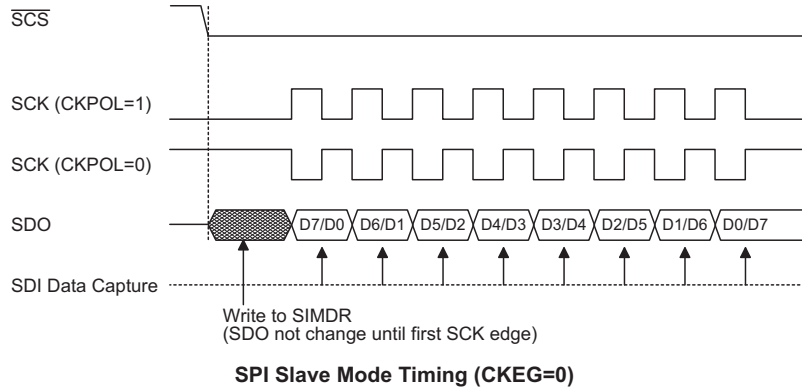 SCS
SCK (CKPOL=1)
SCK (CKPOL=0)
SDO
D7/D0 D6/D1 D5/D2 D4/D3 D3/D4 D2/D5 D1/D6 D0/D7
SDI Data Capture
Write to SIMDR
(SDO not change until first SCK edge)
SPI Slave Mode Timing (CKEG=0)